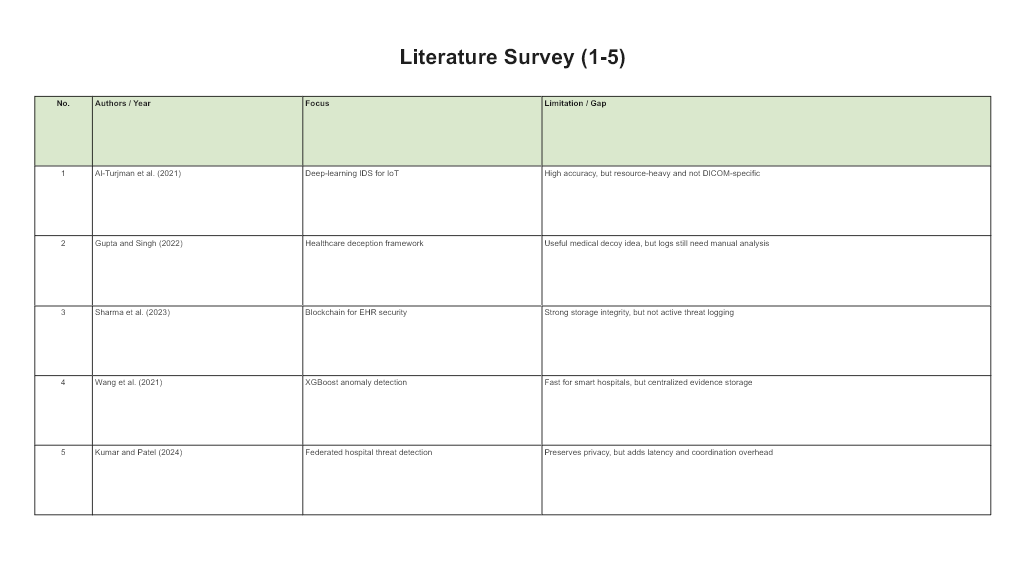 Literature Survey (1-5)
No. Authors / Year Focus Limitation / Gap
1 Al-Turjman et al. (2021) Deep-learning IDS for IoT High accuracy, but resource-heavy and not DICOM-specific
2 Gupta and Singh (2022) Healthcare deception framework Useful medical decoy idea, but logs still need manual analysis
3 Sharma et al. (2023) Blockchain for EHR security Strong storage integrity, but not active threat logging
4 Wang et al. (2021) XGBoost anomaly detection Fast for smart hospitals, but centralized evidence storage
5 Kumar and Patel (2024) Federated hospital threat detection Preserves privacy, but adds latency and coordination overhead